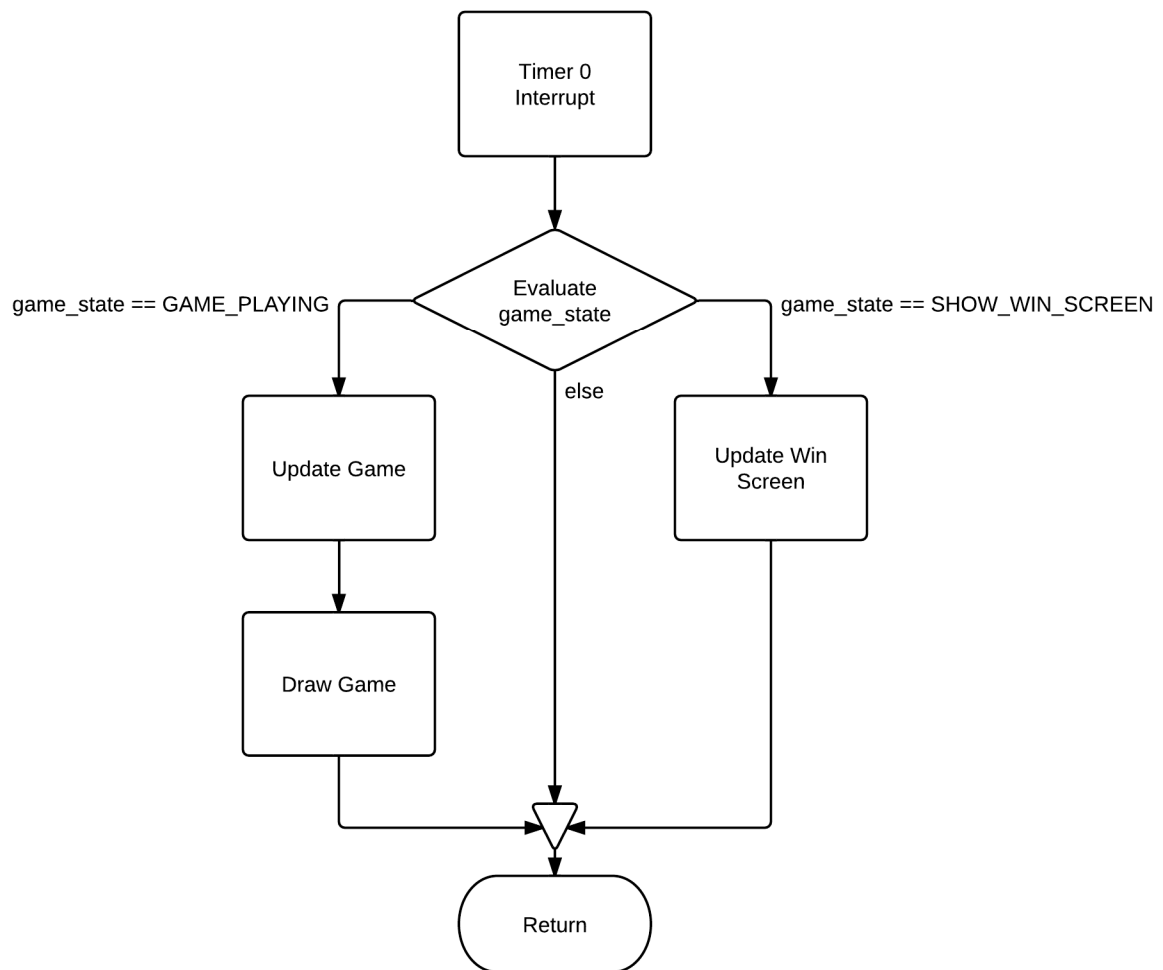 Timer 0
Interrupt
Evaluate
game_state
game_state == GAME_PLAYING
game_state == SHOW_WIN_SCREEN
else
Update Game
Update Win
Screen
Draw Game
Return